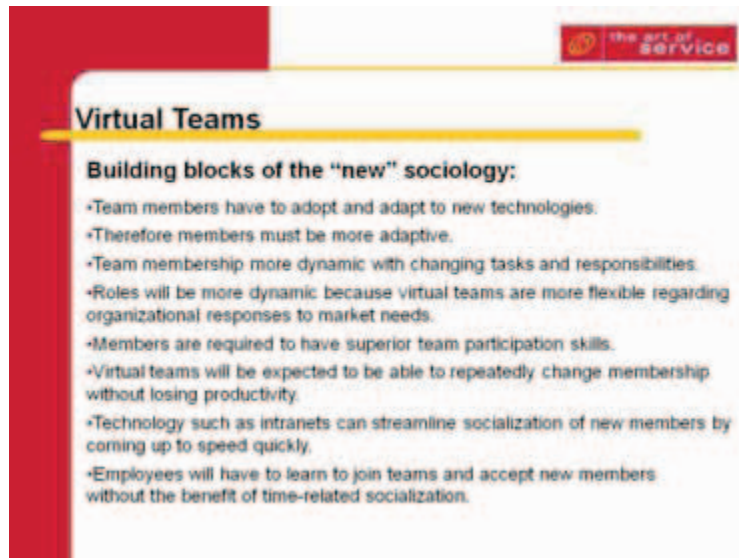 the art of
service
Virtual Teams
Building blocks of the “new” sociology:
•Team members have to adopt and adapt to new technologies.
•Therefore members must be more adaptive.
•Team membership more dynamic with changing tasks and responsibilities.
•Roles will be more dynamic because virtual teams are more flexible regarding
organizational responses to market needs.
•Members are required to have superior team participation skills.
•Virtual teams will be expected to be able to repeatedly change membership
without losing productivity.
•Technology such as intranets can streamline socialization of new members by
coming up to speed quickly.
•Employees will have to learn to join teams and accept new members
without the benefit of time-related socialization.